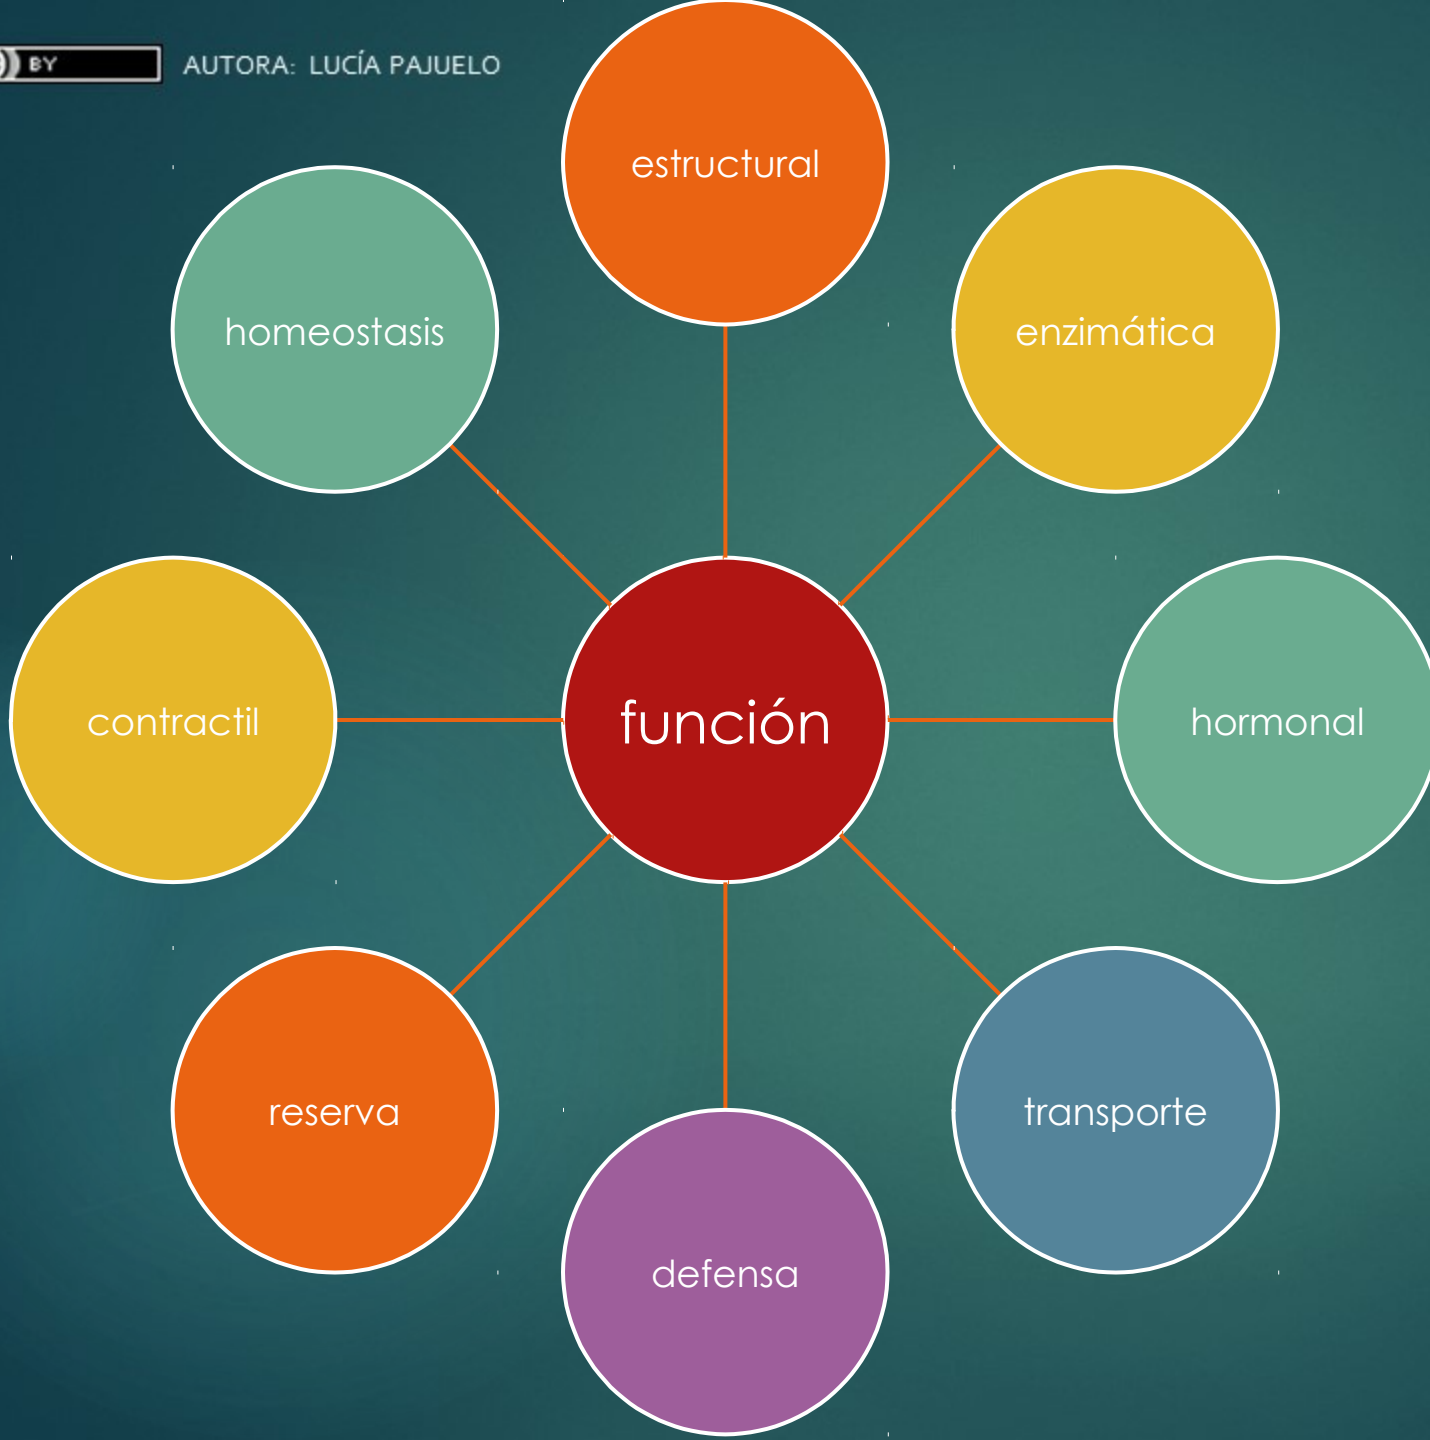 BY
AUTORA: LUCÍA PAJUELO
estructural
homeostasis
enzimática
contractil
función
hormonal
reserva
transporte
defensa